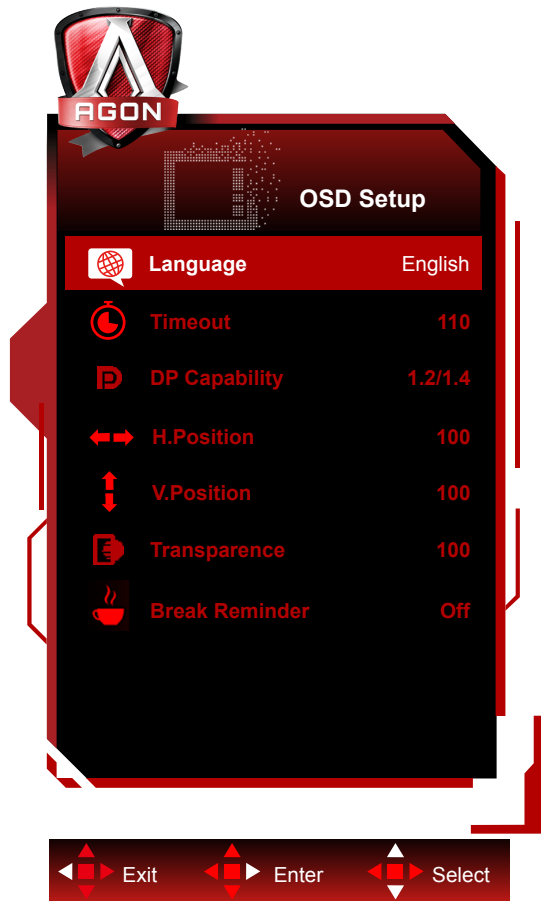 AGON
OSD Setup
Language English
Timeout 110
DP Capability 1.2/1.4
H.Position 100
V.Position 100
Transparence 100
Break Reminder Off
Exit Enter Select